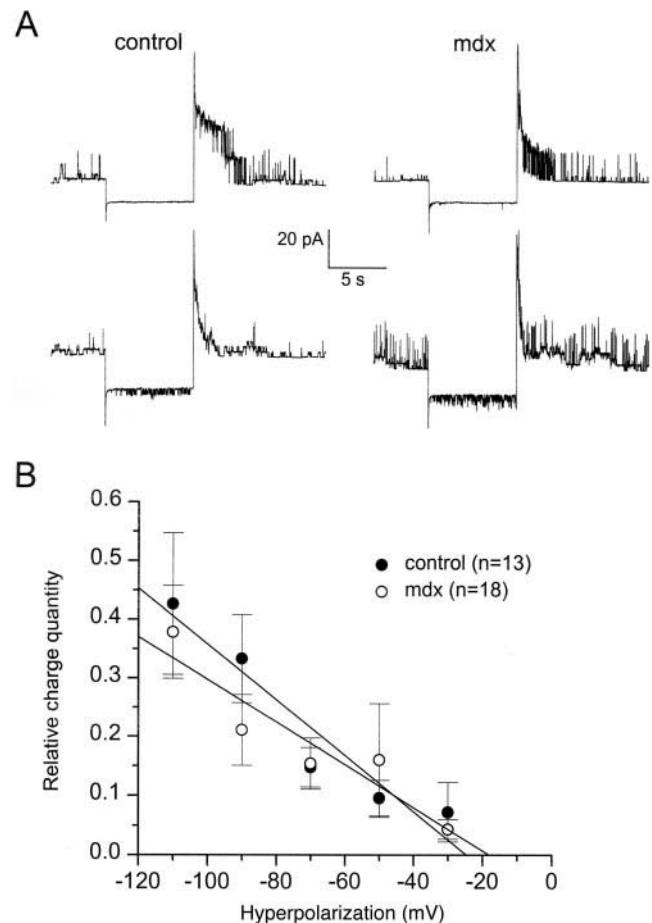 A
control
mdx
20 pA
5 s
B
0.6
0.5
0.4
0.3
0.2
0.1
0.0
Relative charge quantity
control (n=13)
mdx (n=18)
-120 -100 -80 -60 -40 -20 0
Hyperpolarization (mV)